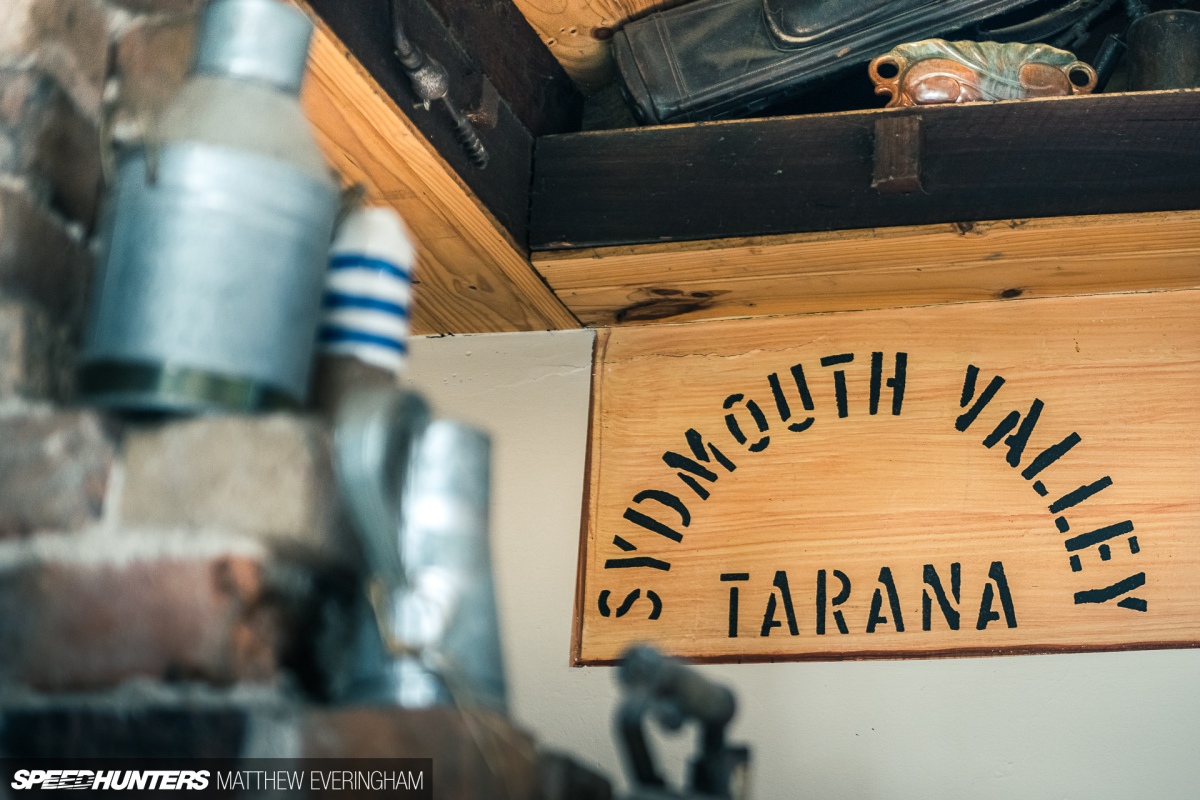 SYDMOUTH VALLEY
TARANA
SPEEDHUNTERS MATTHEW EVERINGHAM